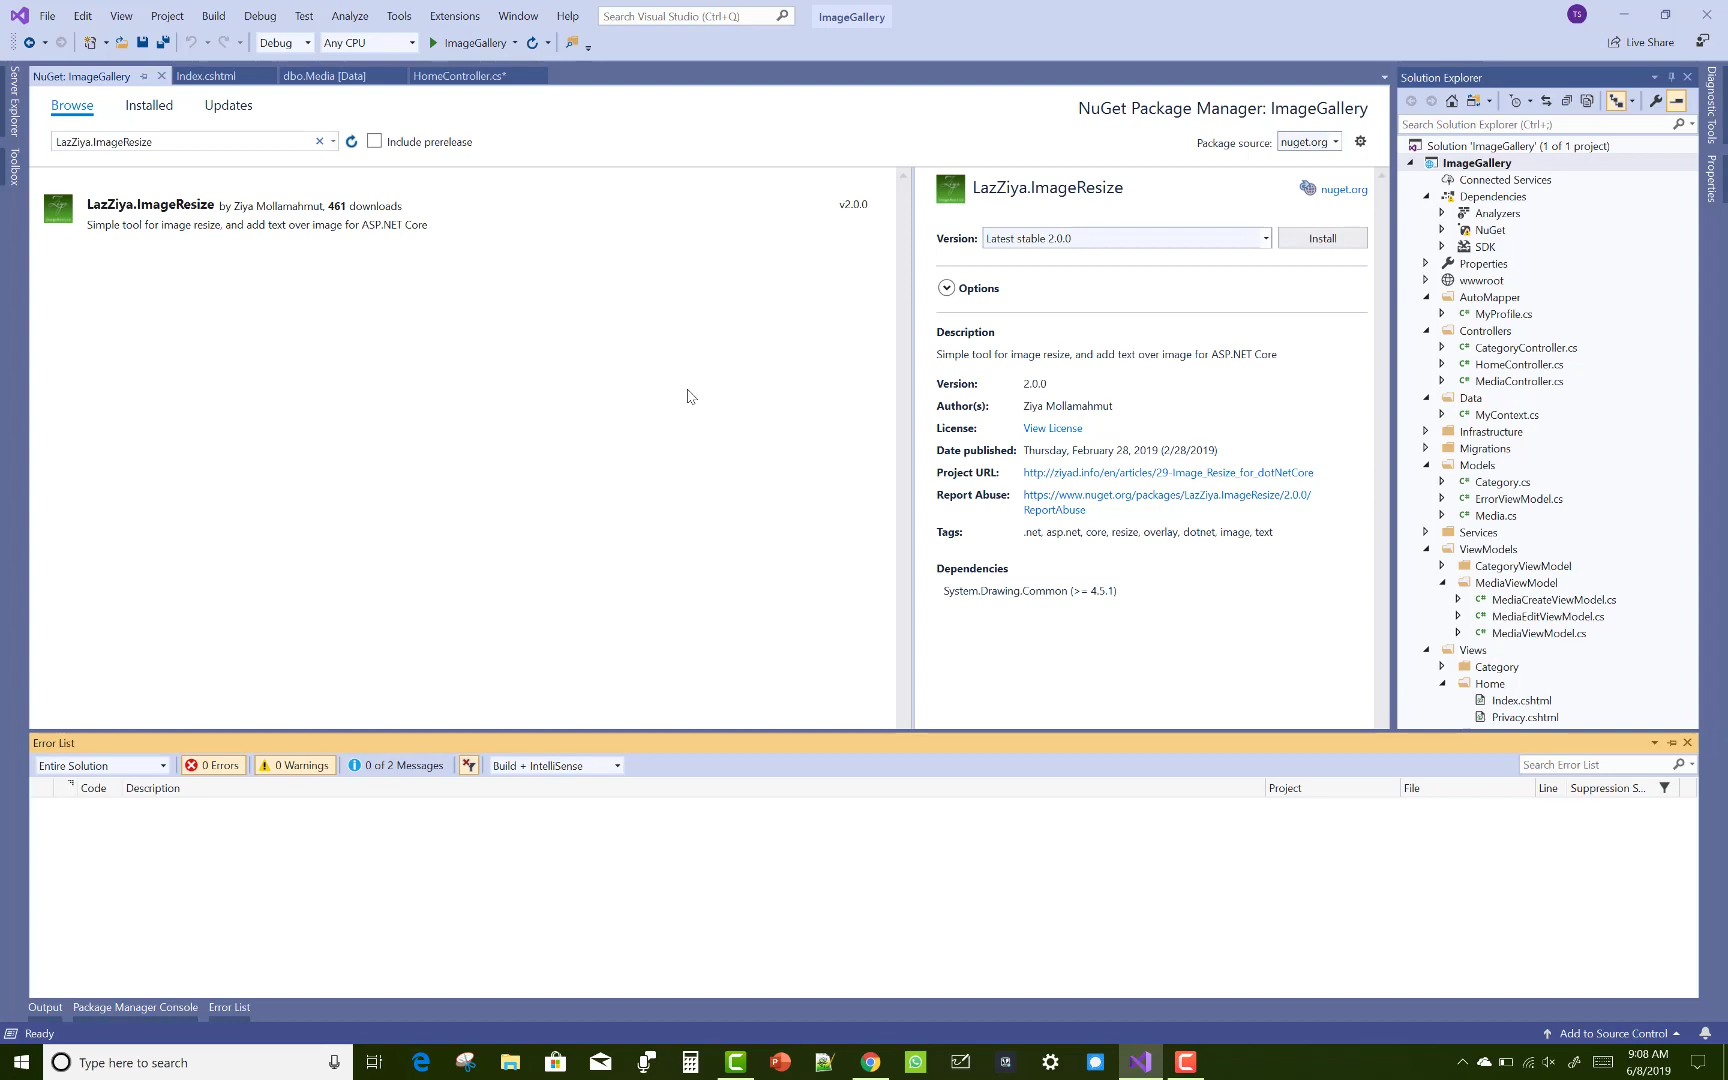 File Edit View Project Build Debug Test Analyze Tools Extensions Window Help Search Visual Studio (Ctrl+Q) ImageGallery TS
Debug Any CPU ImageGallery Live Share
NuGet: ImageGallery Index.cshtml dbo.Media [Data] HomeController.cs*
Server Explorer
Toolbox
Browse Installed Updates
NuGet Package Manager: ImageGallery
LazZiya.ImageResize Include prerelease Package source: nuget.org
LazZiya.ImageResize by Ziya Mollamahmut, 461 downloads v2.0.0
Simple tool for image resize, and add text over image for ASP.NET Core
LazZiya.ImageResize nuget.org
Version: Latest stable 2.0.0 Install
Options
Description
Simple tool for image resize, and add text over image for ASP.NET Core
Version: 2.0.0
Author(s): Ziya Mollamahmut
License: View License
Date published: Thursday, February 28, 2019 (2/28/2019)
Project URL: http://ziyad.info/en/articles/29-Image_Resize_for_dotNetCore
Report Abuse: https://www.nuget.org/packages/LazZiya.ImageResize/2.0.0/
ReportAbuse
Tags: .net, asp.net, core, resize, overlay, dotnet, image, text
Dependencies
System.Drawing.Common (>= 4.5.1)
Solution Explorer
Search Solution Explorer (Ctrl+;)
Solution 'ImageGallery' (1 of 1 project)
ImageGallery
Connected Services
Dependencies
Analyzers
NuGet
SDK
Properties
wwwroot
AutoMapper
C# MyProfile.cs
Controllers
C# CategoryController.cs
C# HomeController.cs
C# MediaController.cs
Data
C# MyContext.cs
Infrastructure
Migrations
Models
C# Category.cs
C# ErrorViewModel.cs
C# Media.cs
Services
ViewModels
CategoryViewModel
MediaViewModel
C# MediaCreateViewModel.cs
C# MediaEditViewModel.cs
C# MediaViewModel.cs
Views
Category
Home
Index.cshtml
Privacy.cshtml
Diagnostic Tools
Properties
Error List
Entire Solution 0 Errors 0 Warnings 0 of 2 Messages Build + IntelliSense Search Error List
Code Description Project File Line Suppression S...
Output Package Manager Console Error List
Ready Add to Source Control
Type here to search
9:08 AM
6/8/2019